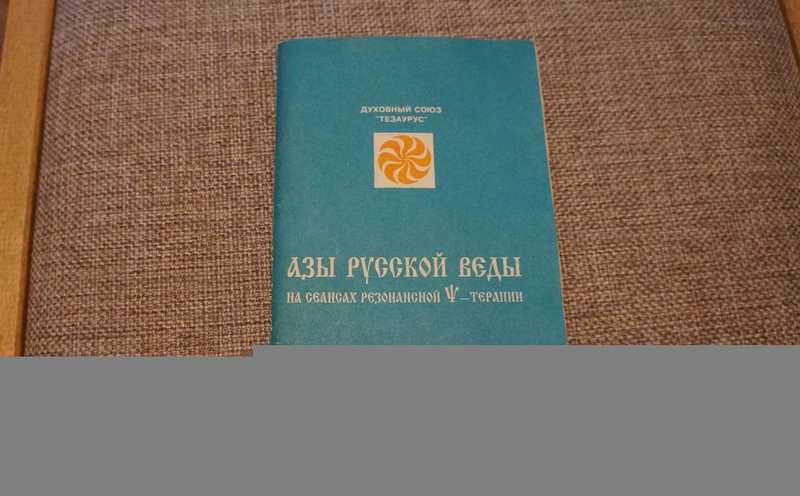 ДУХОВНЫЙ СОЮЗ
"ТЕЗАУРУС"
АЗЫ РУССКОЙ ВЕДЫ
НА СЕАНСАХ РЕЗОНАНСНОЙ Ψ–ТЕРАПИИ